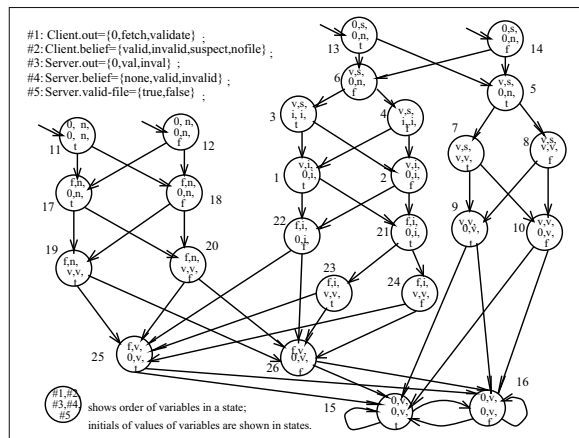 #1: Client.out={0,fetch,validate} ;
#2: Client.belief={valid,invalid,suspect,nofile} ;
#3: Server.out={0,val,inval} ;
#4: Server.belief={none,valid,invalid} ;
#5: Server.valid-file={true,false} ;
0,s,
0,n,
t
13
0,s,
0,n,
f
14
v,s,
0,n,
f
6
v,s,
0,n,
t
5
v,s,
i, i,
t
3
v,s,
i, i,
f
4
v,s,
v,v,
t
7
v,s,
v,v,
f
8
0, n,
0, n,
t
11
0, n,
0,n,
f
12
v,i,
0,i,
t
1
v,i,
0,i,
f
2
f,n,
0,n,
t
17
f,n,
0,n,
f
18
f,i,
0,i,
f
22
f,i,
0,i,
t
21
v,v,
0,v,
t
9
v,v,
0,v,
f
10
f,n,
v,v,
t
19
f,n,
v,v,
f
20
f,i,
v,v,
t
23
f,i,
v,v,
f
24
f,v,
0,v,
t
25
f,v,
0,v,
f
26
0,v,
0,v,
t
15
0,v,
0,v,
f
16
#1,#2
#3,#4,
#5
shows order of variables in a state;
initials of values of variables are shown in states.